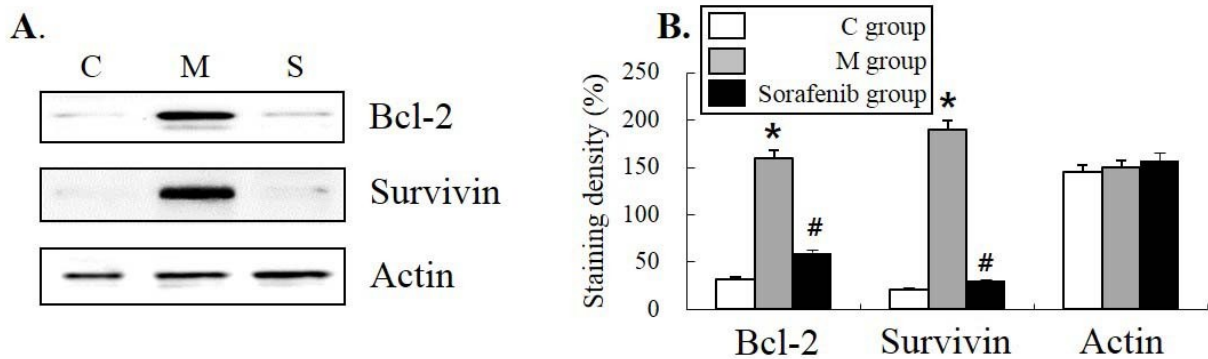 A.
C M S
Bcl-2
Survivin
Actin
B.
C group
M group
Sorafenib group
Staining density (%)
250
200
150
100
50
0
*
#
*
#
Bcl-2 Survivin Actin